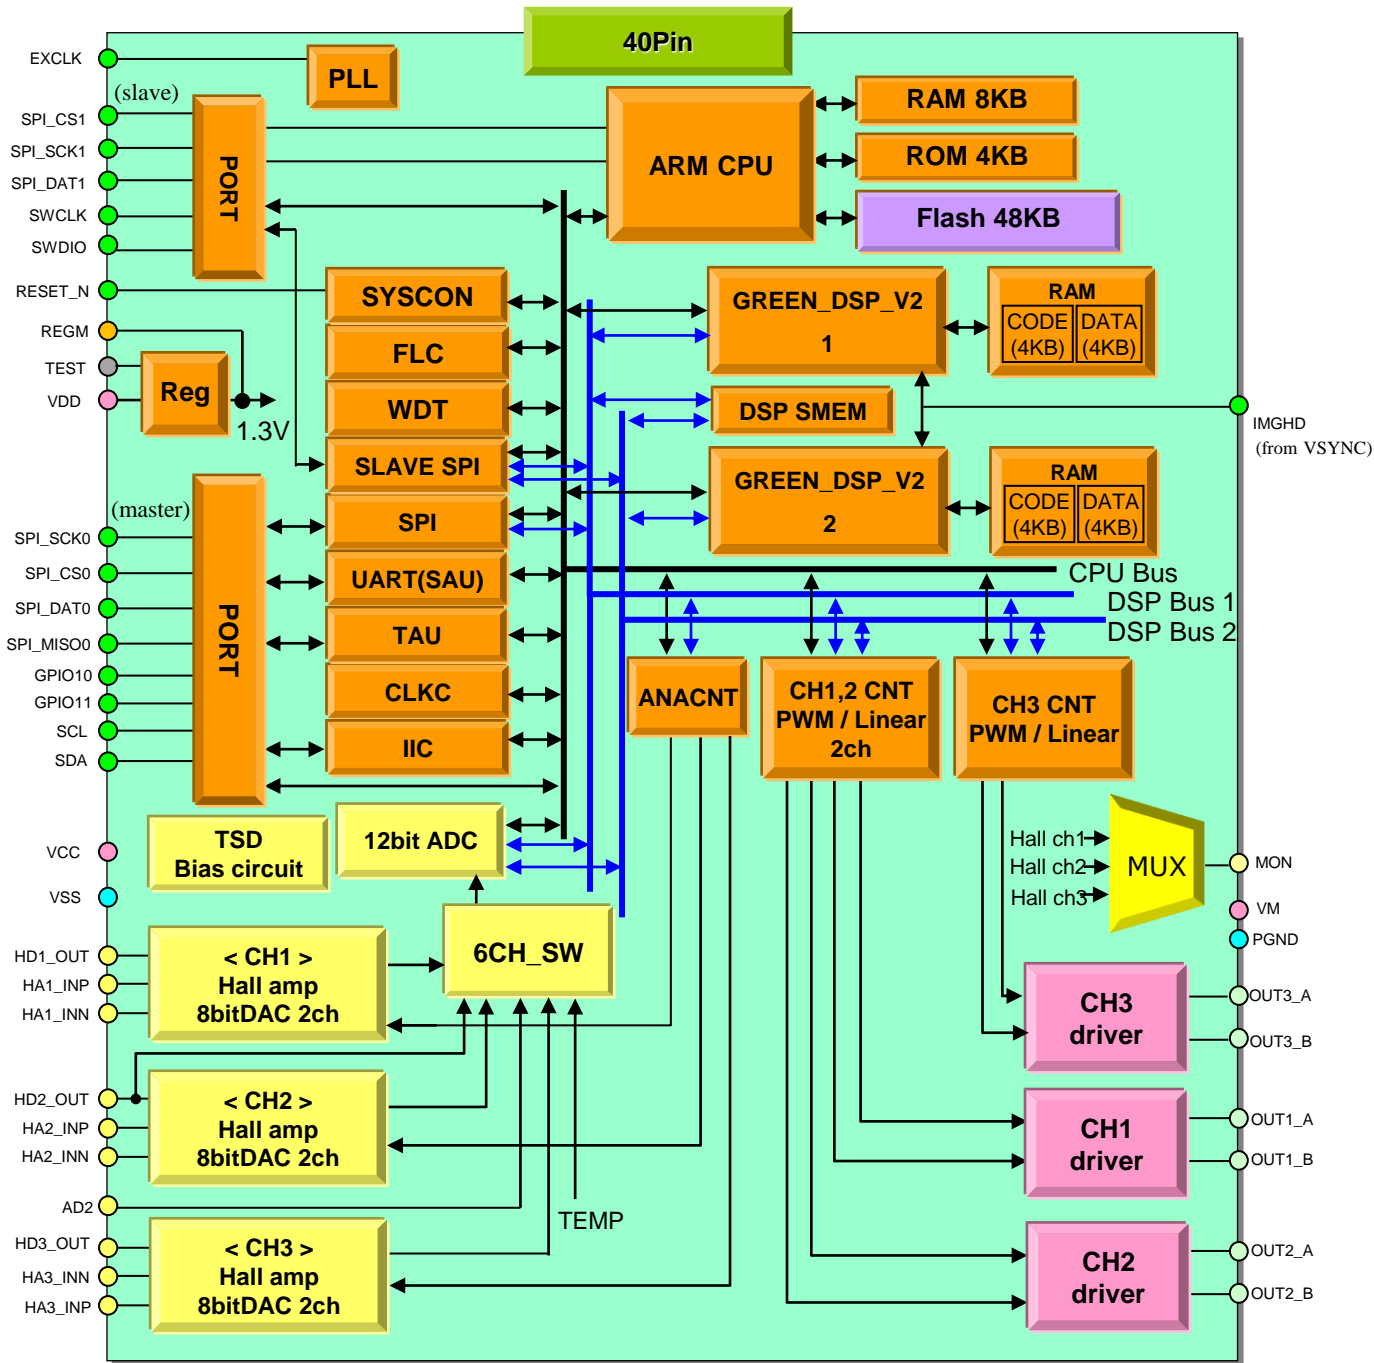 40Pin
EXCLK
PLL
(slave)
SPI_CS1
SPI_SCK1
SPI_DAT1
SWCLK
SWDIO
PORT
ARM CPU
RAM 8KB
ROM 4KB
Flash 48KB
RESET_N
REGM
TEST
VDD
Reg
1.3V
SYSCON
FLC
WDT
SLAVE SPI
SPI
UART(SAU)
TAU
CLKC
IIC
GREEN_DSP_V2
1
RAM
CODE
(4KB)
DATA
(4KB)
DSP SMEM
IMGHD
(from VSYNC)
GREEN_DSP_V2
2
RAM
CODE
(4KB)
DATA
(4KB)
(master)
SPI_SCK0
SPI_CS0
SPI_DAT0
SPI_MISO0
GPIO10
GPIO11
SCL
SDA
PORT
CPU Bus
DSP Bus 1
DSP Bus 2
ANACNT
CH1,2 CNT
PWM / Linear
2ch
CH3 CNT
PWM / Linear
VCC
VSS
TSD
Bias circuit
12bit ADC
6CH_SW
Hall ch1
Hall ch2
Hall ch3
MUX
MON
VM
PGND
HD1_OUT
HA1_INP
HA1_INN
< CH1 >
Hall amp
8bitDAC 2ch
CH3
driver
OUT3_A
OUT3_B
HD2_OUT
HA2_INP
HA2_INN
< CH2 >
Hall amp
8bitDAC 2ch
CH1
driver
OUT1_A
OUT1_B
AD2
TEMP
HD3_OUT
HA3_INN
HA3_INP
< CH3 >
Hall amp
8bitDAC 2ch
CH2
driver
OUT2_A
OUT2_B